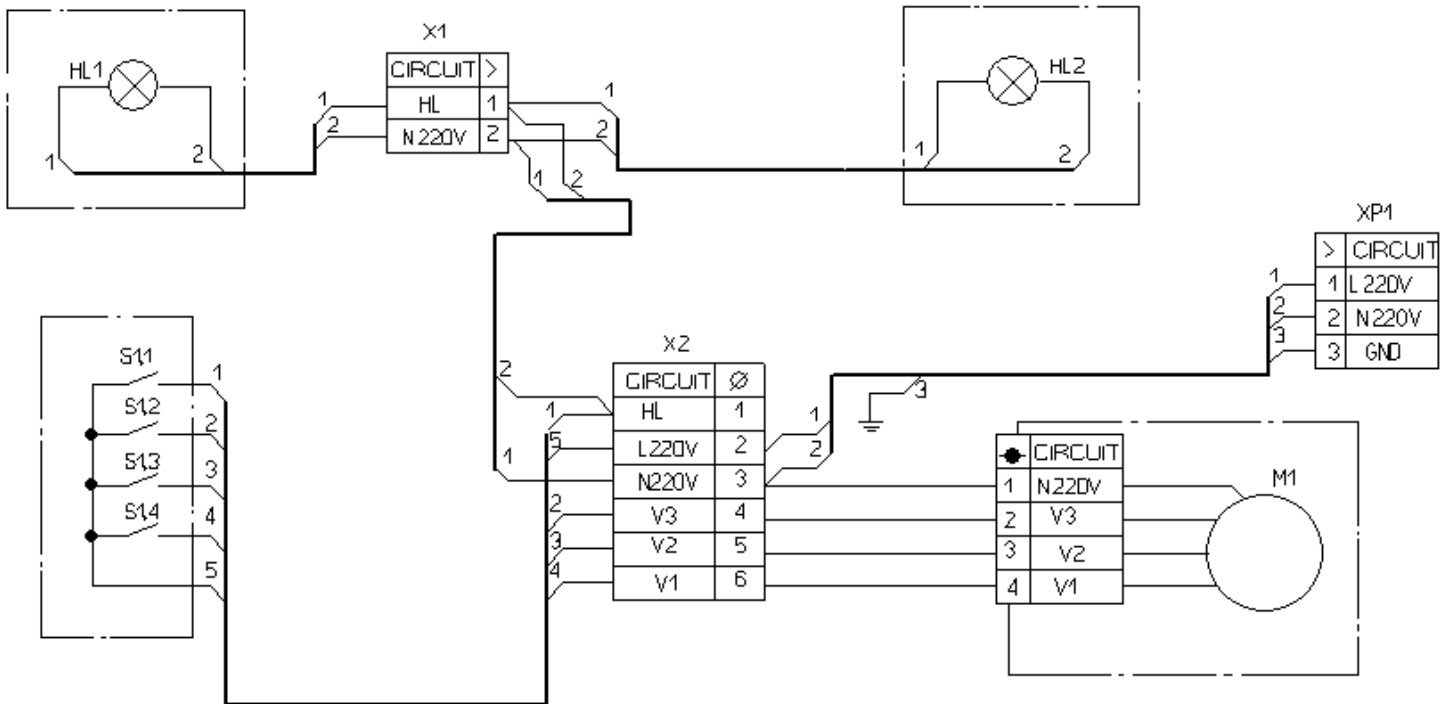 X1
HL1
CIRCUIT >
HL 1
N220V 2
1
2
1
2
1
2
1
2
HL2
1
2
XP1
> CIRCUIT
1 L220V
2 N220V
3 GND
1
2
3
S1,1
S1,2
S1,3
S1,4
1
2
3
4
5
2
1
X2
CIRCUIT Ø
HL 1
L220V 2
N220V 3
V3 4
V2 5
V1 6
1
5
2
3
4
1
2
3
CIRCUIT
1 N220V
2 V3
3 V2
4 V1
M1